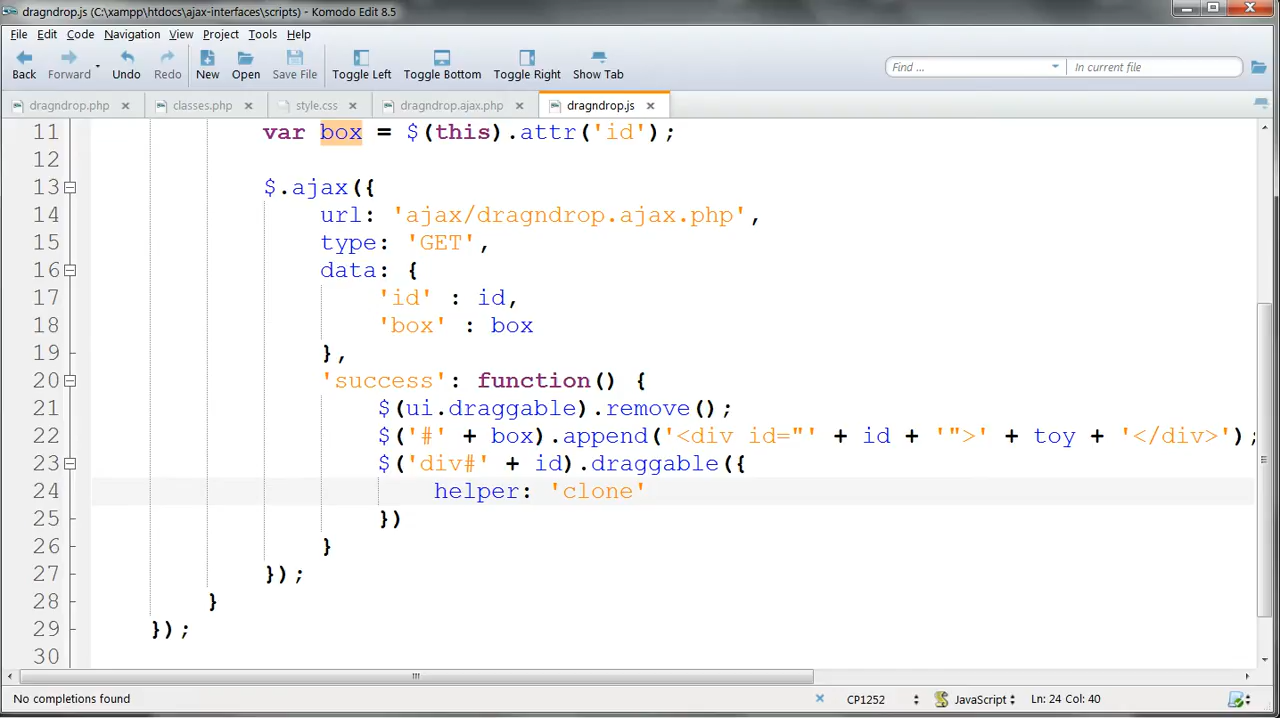 dragndrop.js (C:\xampp\htdocs\ajax-interfaces\scripts) - Komodo Edit 8.5
File Edit Code Navigation View Project Tools Help
Back Forward Undo Redo New Open Save File Toggle Left Toggle Bottom Toggle Right Show Tab Find ... In current file
dragndrop.php classes.php style.css dragndrop.ajax.php dragndrop.js
11 var box = $(this).attr('id');
12
13 $.ajax({
14 url: 'ajax/dragndrop.ajax.php',
15 type: 'GET',
16 data: {
17 'id' : id,
18 'box' : box
19 },
20 'success': function() {
21 $(ui.draggable).remove();
22 $('#' + box).append('<div id="' + id + '">' + toy + '</div>');
23 $('div#' + id).draggable({
24 helper: 'clone'
25 })
26 }
27 });
28 }
29 });
30
No completions found CP1252 JavaScript Ln: 24 Col: 40